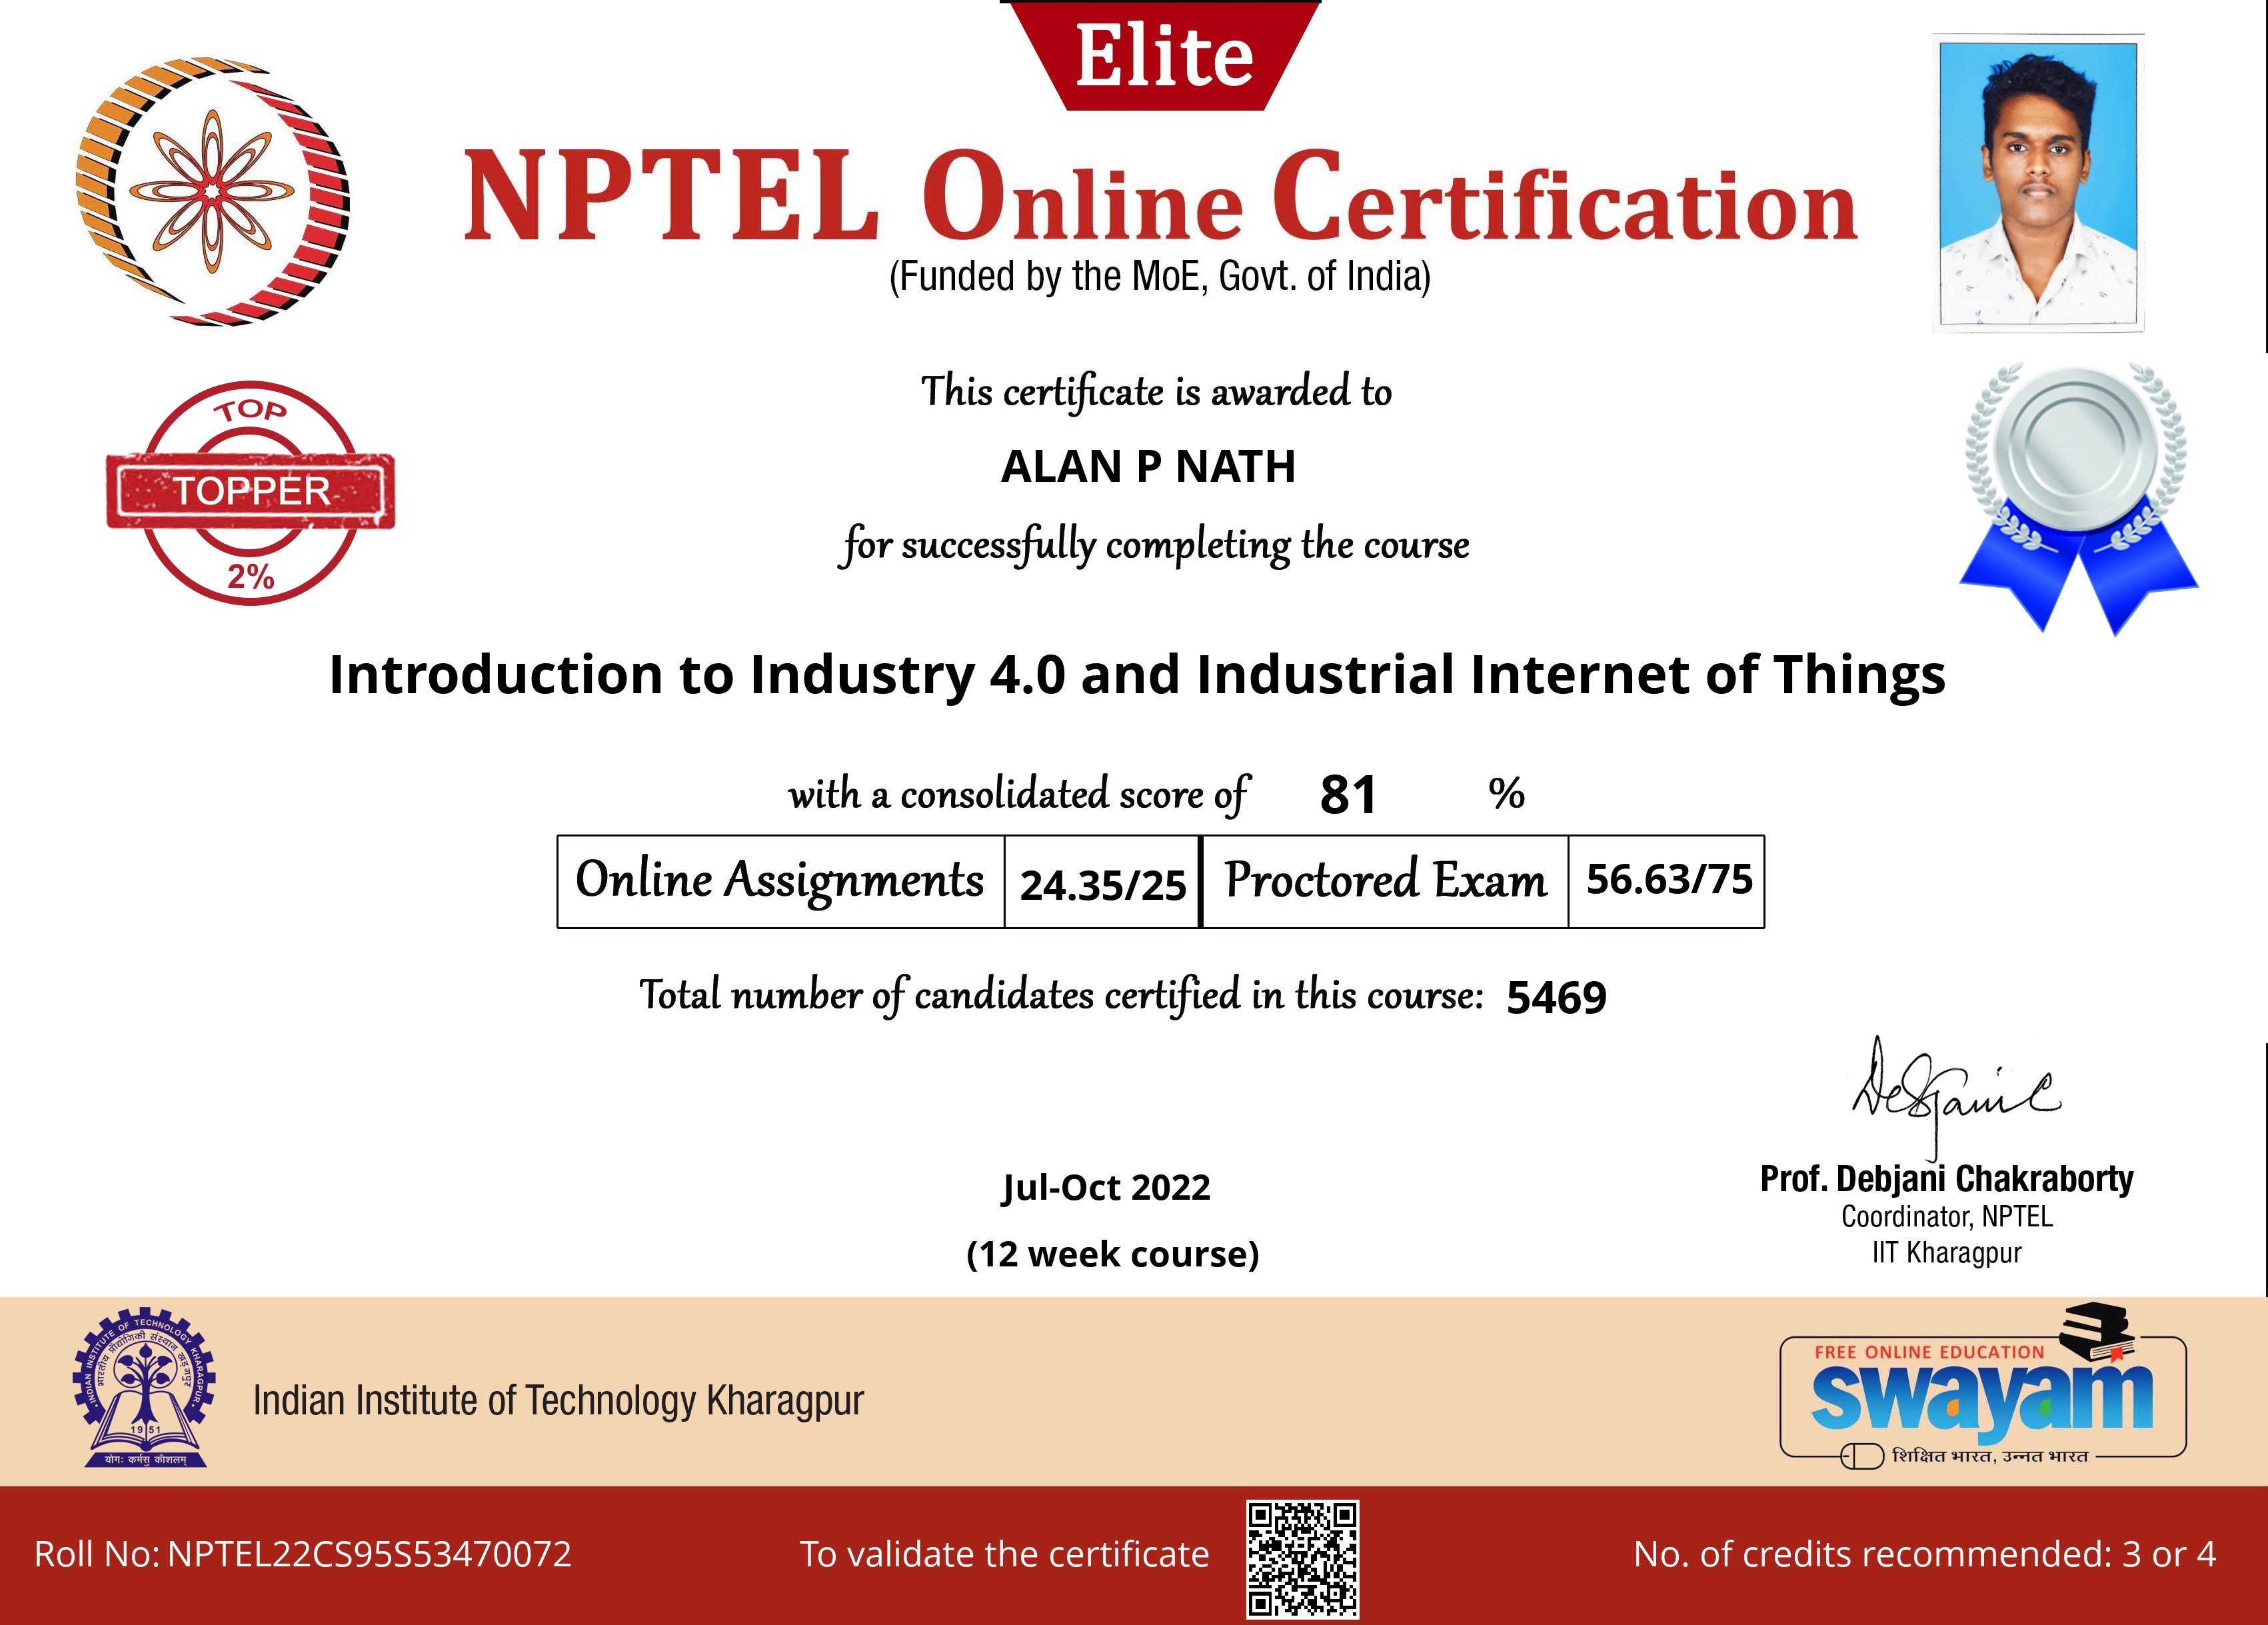 Elite
NPTEL Online Certification
(Funded by the MoE, Govt. of India)
This certificate is awarded to
ALAN P NATH
TOP
TOPPER
2%
for successfully completing the course
Introduction to Industry 4.0 and Industrial Internet of Things
with a consolidated score of 81 %
Online Assignments 24.35/25 Proctored Exam 56.63/75
Total number of candidates certified in this course: 5469
Jul-Oct 2022
(12 week course)
Prof. Debjani Chakraborty
Coordinator, NPTEL
IIT Kharagpur
INDIAN INSTITUTE OF TECHNOLOGY KHARAGPUR
भारतीय प्रौद्योगिकी संस्थान खड़गपुर
1951
योगः कर्मसु कौशलम्
Indian Institute of Technology Kharagpur
FREE ONLINE EDUCATION
swayam
शिक्षित भारत, उन्नत भारत
Roll No: NPTEL22CS95S53470072
To validate the certificate
No. of credits recommended: 3 or 4